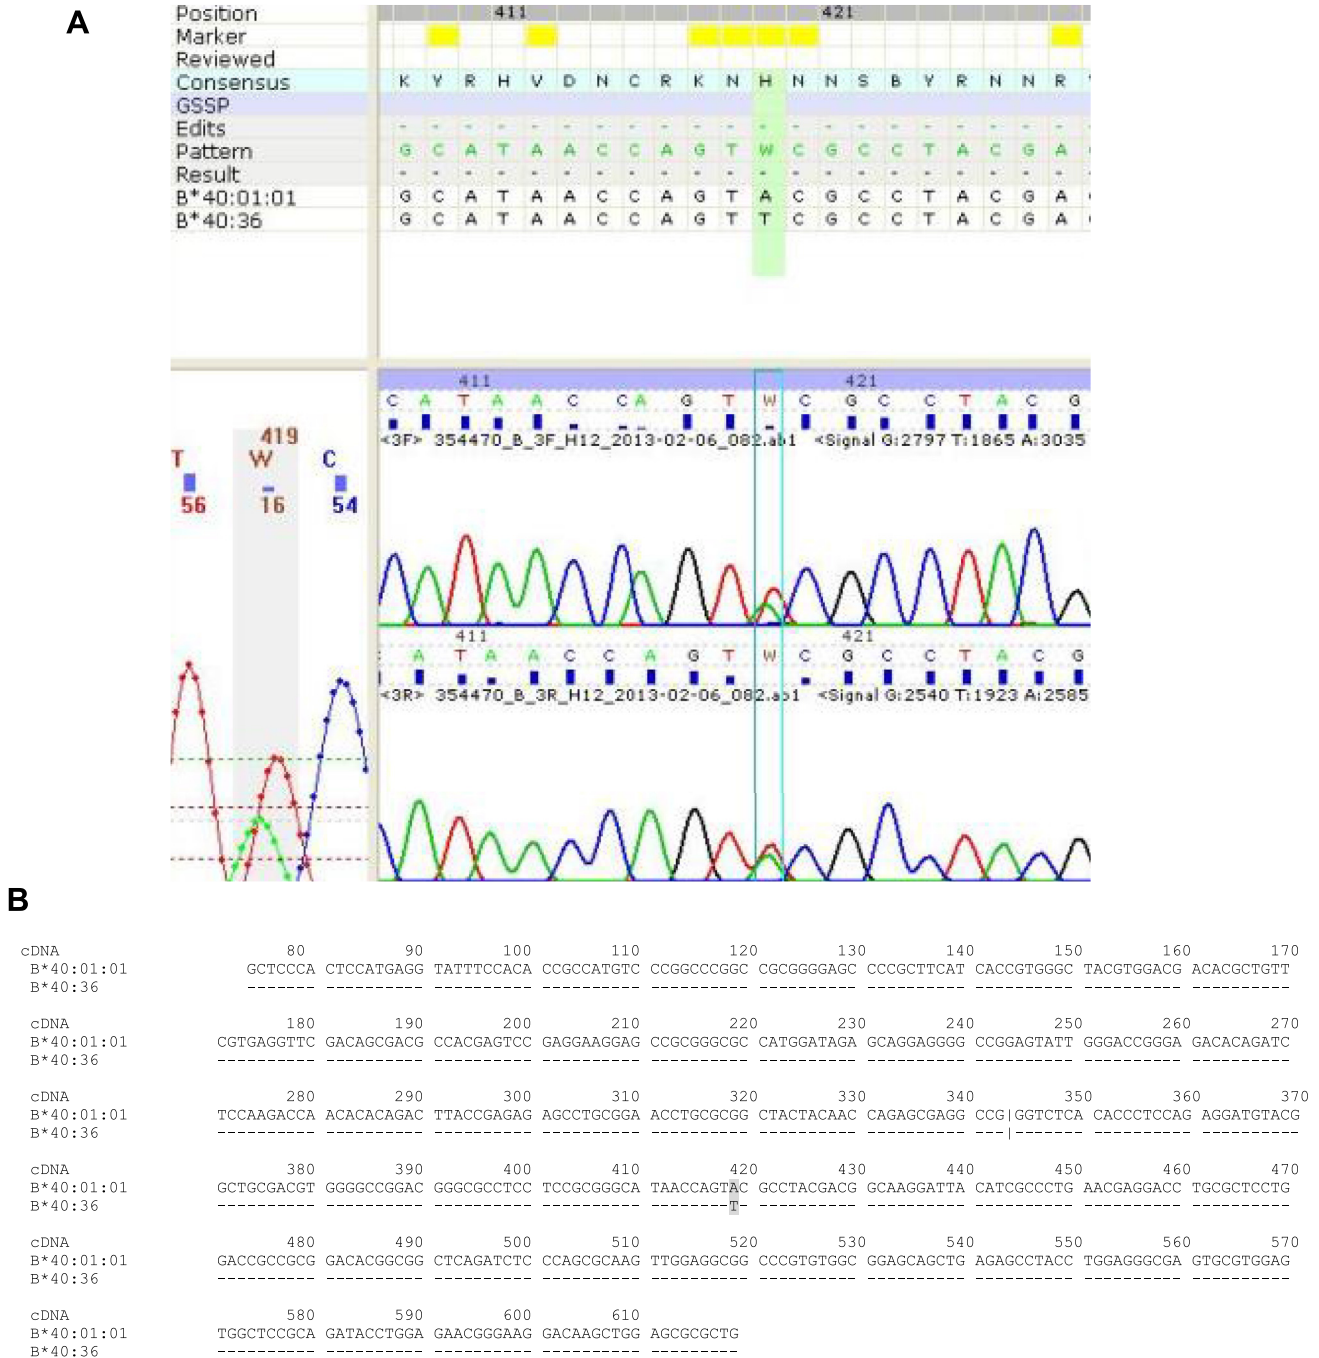 A
Position 411 421
Marker
Reviewed
Consensus K Y R H V D N C R K N H N N S B Y R N N R
GSSP
Edits - - - - - - - - - - - - - - - - - - - - -
Pattern G C A T A A C C A G T W C G C C T A C G A
Result - - - - - - - - - - - - - - - - - - - - -
B*40:01:01 G C A T A A C C A G T A C G C C T A C G A
B*40:36 G C A T A A C C A G T T C G C C T A C G A
411 421
C A T A A C C A G T W C G C C T A C G
<3F> 354470_B_3F_H12_2013-02-06_082.ab1 <Signal G:2797 T:1865 A:3035
419
T W C
56 16 54
411 421
A T A A C C A G T W C G C C T A C G
<3R> 354470_B_3R_H12_2013-02-06_082.ab1 <Signal G:2540 T:1923 A:2585
B
cDNA 80 90 100 110 120 130 140 150 160 170
B*40:01:01 GCTCCCA CTCCATGAGG TATTTCCACA CCGCCATGTC CCGGCCCGGC CGCGGGGAGC CCCGCTTCAT CACCGTGGGC TACGTGGACG ACACGCTGTT
B*40:36 ------- ---------- ---------- ---------- ---------- ---------- ---------- ---------- ---------- ----------
cDNA 180 190 200 210 220 230 240 250 260 270
B*40:01:01 CGTGAGGTTC GACAGCGACG CCACGAGTCC GAGGAAGGAG CCGCGGGCGC CATGGATAGA GCAGGAGGGG CCGGAGTATT GGGACCGGGA GACACAGATC
B*40:36 ---------- ---------- ---------- ---------- ---------- ---------- ---------- ---------- ---------- ----------
cDNA 280 290 300 310 320 330 340 350 360 370
B*40:01:01 TCCAAGACCA ACACACAGAC TTACCGAGAG AGCCTGCGGA ACCTGCGCGG CTACTACAAC CAGAGCGAGG CCG|GGTCTCA CACCCTCCAG AGGATGTACG
B*40:36 ---------- ---------- ---------- ---------- ---------- ---------- ---------- ---|------- ---------- ----------
cDNA 380 390 400 410 420 430 440 450 460 470
B*40:01:01 GCTGCGACGT GGGGCCGGAC GGGCGCCTCC TCCGCGGGCA TAACCAGTAC GCCTACGACG GCAAGGATTA CATCGCCCTG AACGAGGACC TGCGCTCCTG
B*40:36 ---------- ---------- ---------- ---------- --------T- ---------- ---------- ---------- ---------- ----------
cDNA 480 490 500 510 520 530 540 550 560 570
B*40:01:01 GACCGCCGCG GACACGGCGG CTCAGATCTC CCAGCGCAAG TTGGAGGCGG CCCGTGTGGC GGAGCAGCTG AGAGCCTACC TGGAGGGCGA GTGCGTGGAG
B*40:36 ---------- ---------- ---------- ---------- ---------- ---------- ---------- ---------- ---------- ----------
cDNA 580 590 600 610
B*40:01:01 TGGCTCCGCA GATACCTGGA GAACGGGAAG GACAAGCTGG AGCGCGCTG
B*40:36 ---------- ---------- ---------- ---------- ---------